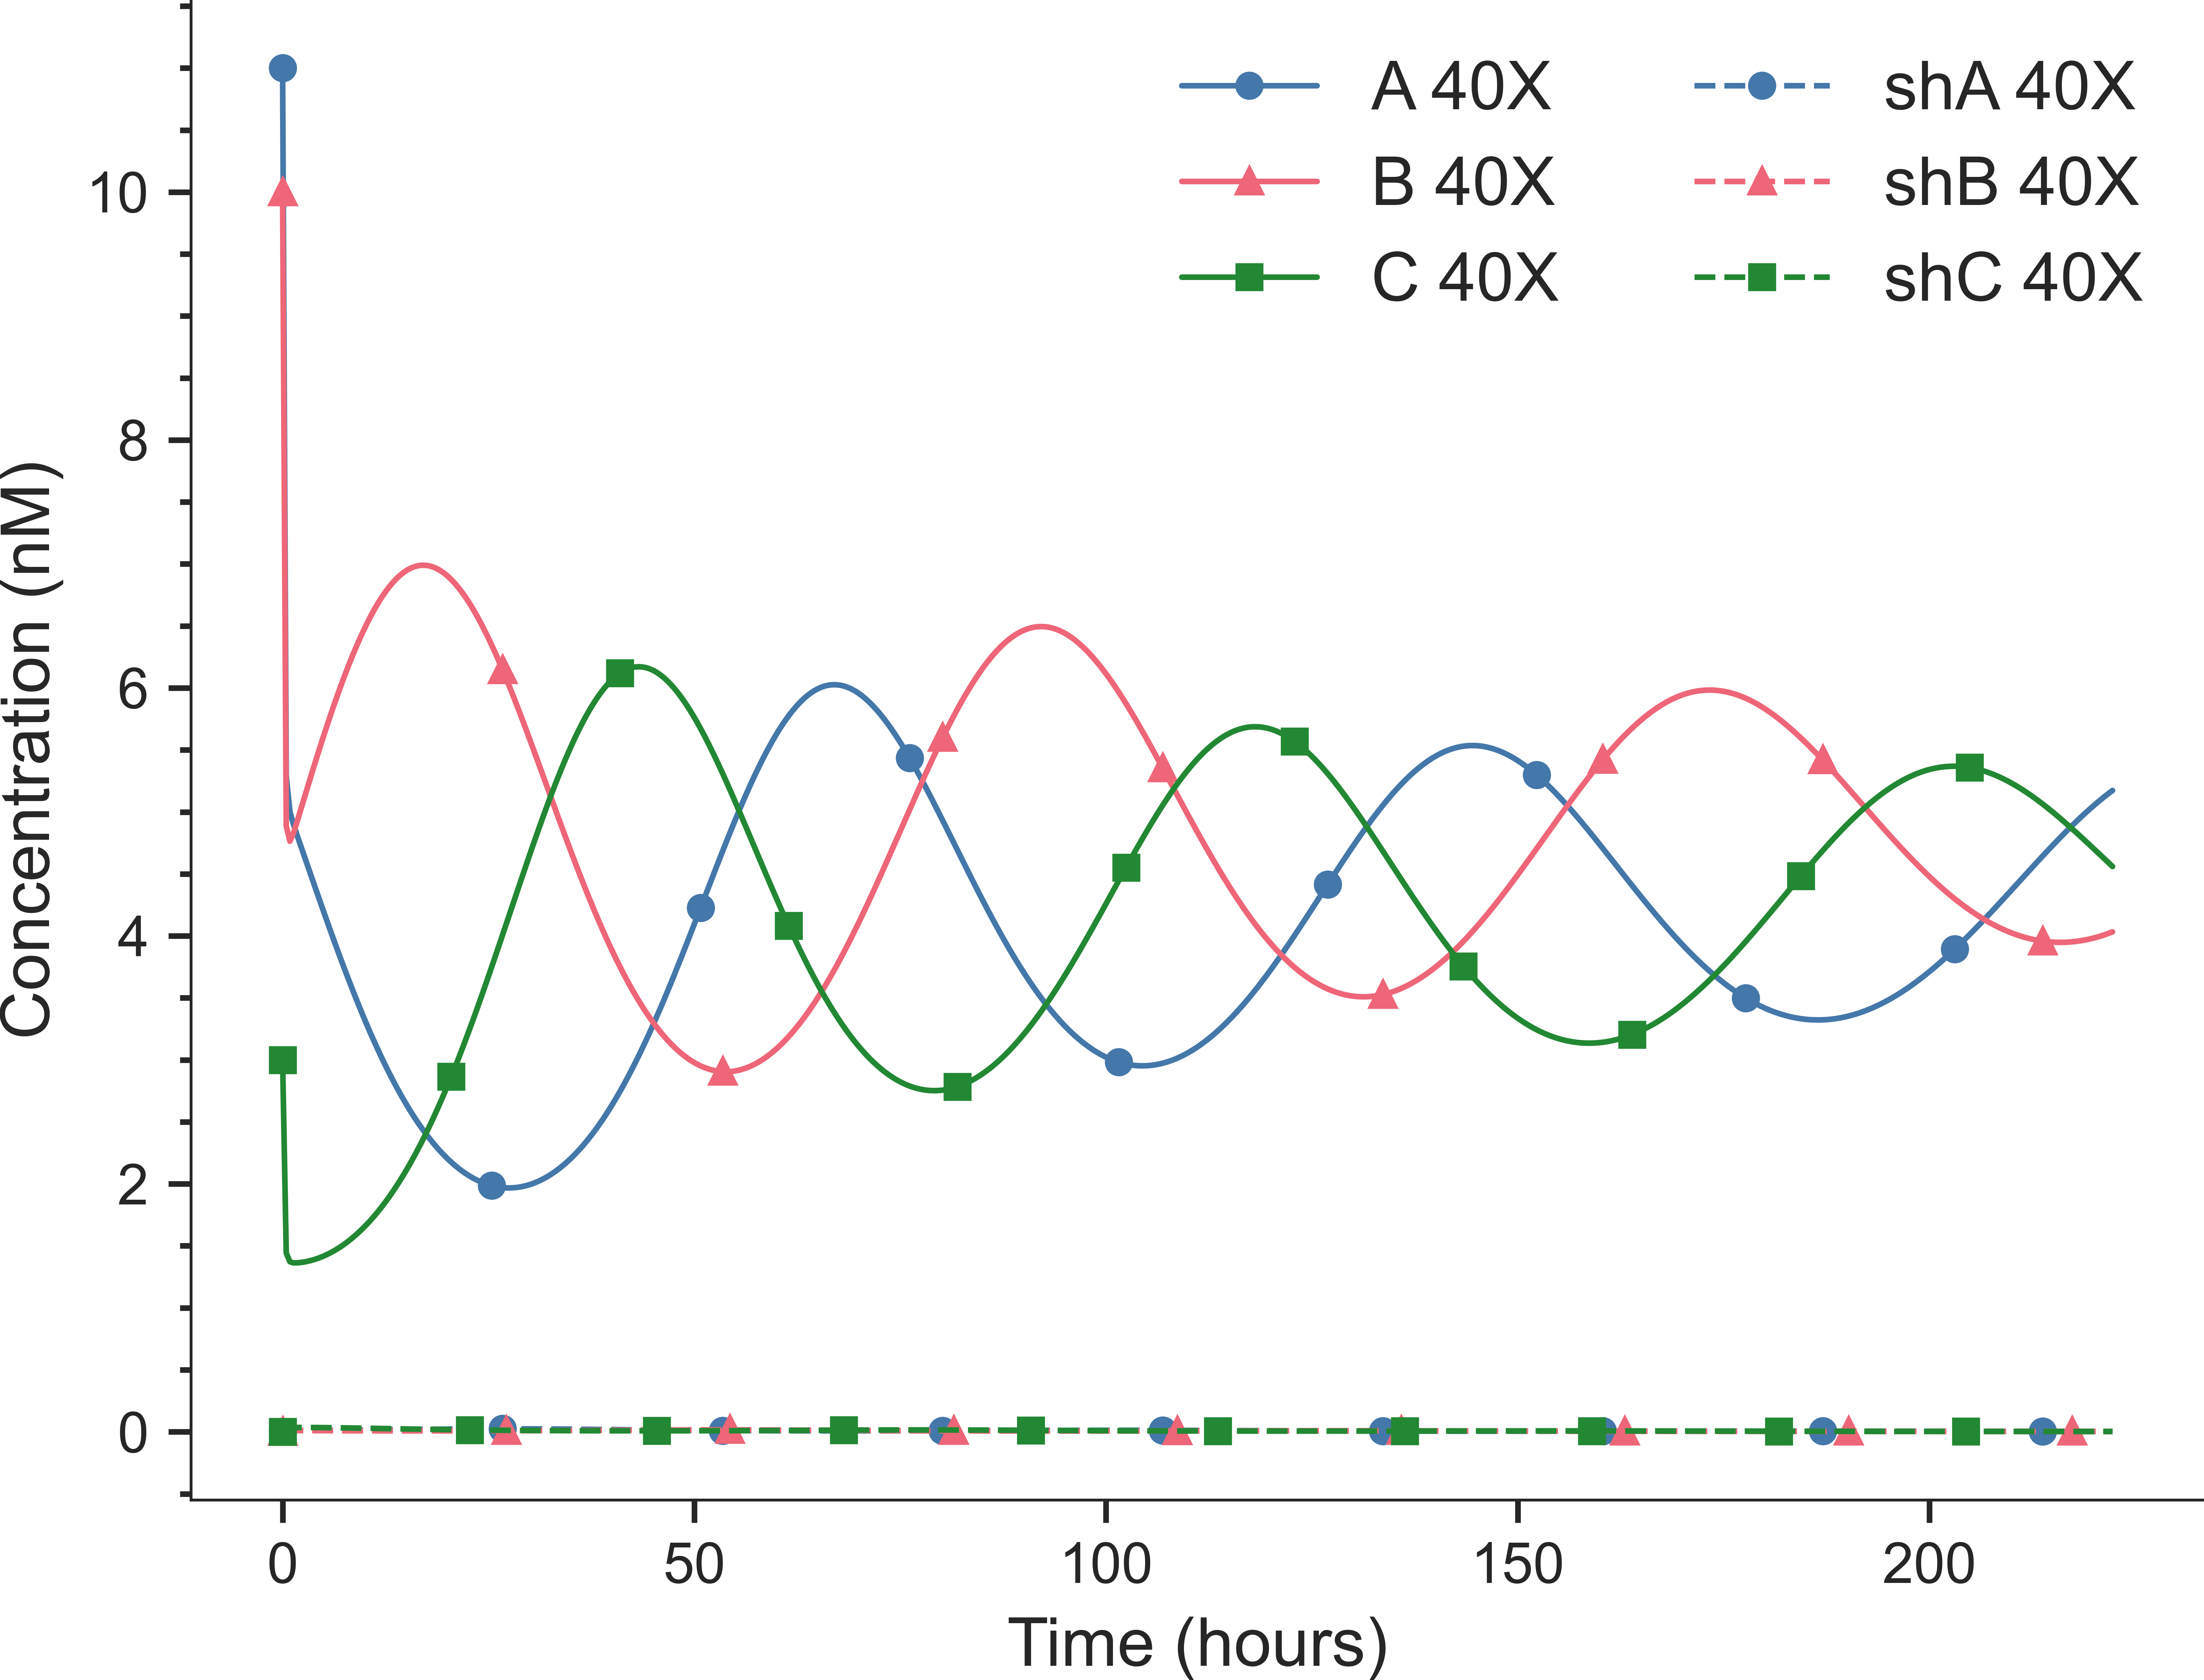 A 40X
B 40X
C 40X
shA 40X
shB 40X
shC 40X
Concentration (nM)
10
8
6
4
2
0
0
50
100
150
200
Time (hours)